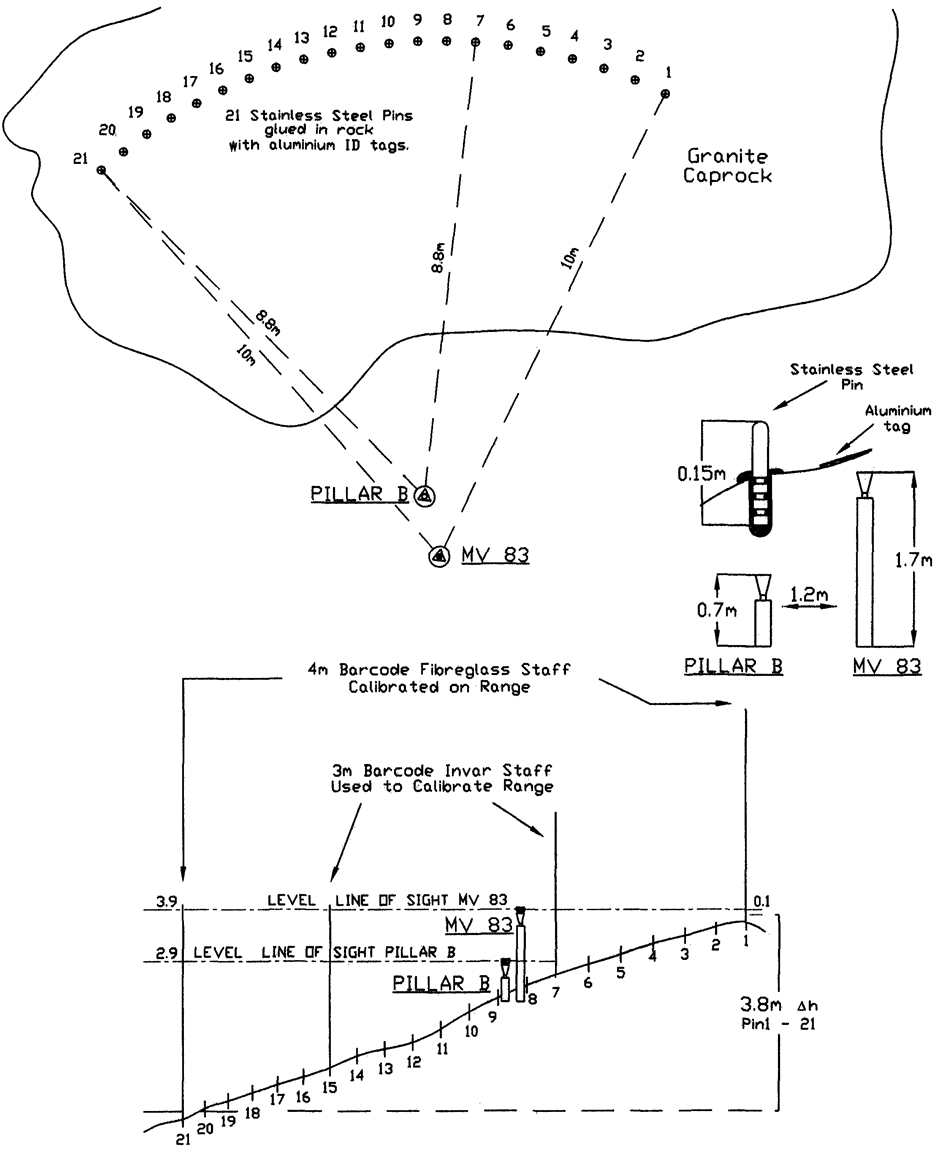 1
2
3
4
5
6
7
8
9
10
11
12
13
14
15
16
17
18
19
20
21
21 Stainless Steel Pins
glued in rock
with aluminium ID tags.
Granite
Caprock
8.8m
10m
8.8m
10m
PILLAR B
MV 83
Stainless Steel
Pin
Aluminium
tag
0.15m
1.7m
0.7m
1.2m
PILLAR B
MV 83
4m Barcode Fibreglass Staff
Calibrated on Range
3m Barcode Invar Staff
Used to Calibrate Range
3.9
LEVEL LINE OF SIGHT MV 83
0.1
MV 83
2.9
LEVEL LINE OF SIGHT PILLAR B
PILLAR B
1
2
3
4
5
6
7
8
9
10
11
12
13
14
15
16
17
18
19
20
21
3.8m Δh
Pin1 - 21